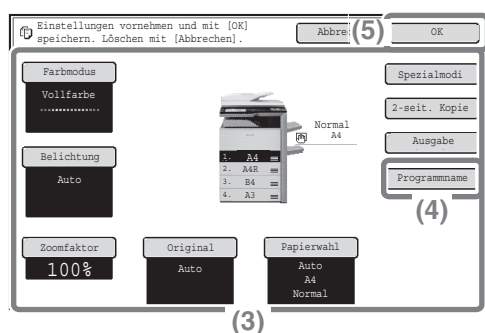 Einstellungen vornehmen und mit [OK]
speichern. Löschen mit [Abbrechen].
Abbre
(5)
OK
Farbmodus
Vollfarbe
Spezialmodi
2-seit. Kopie
Normal
A4
Ausgabe
Belichtung
Auto
1. A4
2. A4R
3. B4
4. A3
Programmname
(4)
Zoomfaktor
100%
Original
Auto
Papierwahl
Auto
A4
Normal
(3)